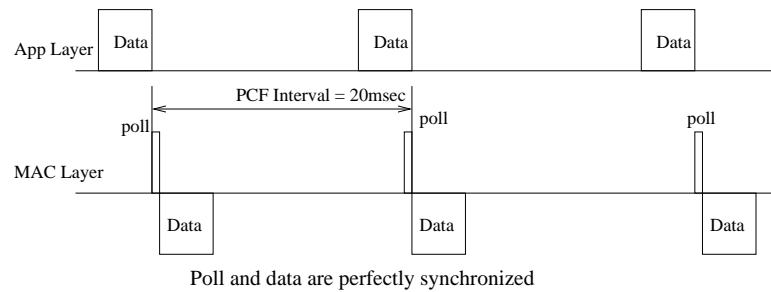 Data Data Data
App Layer
PCF Interval = 20msec
poll poll poll
MAC Layer
Data Data Data
Poll and data are perfectly synchronized